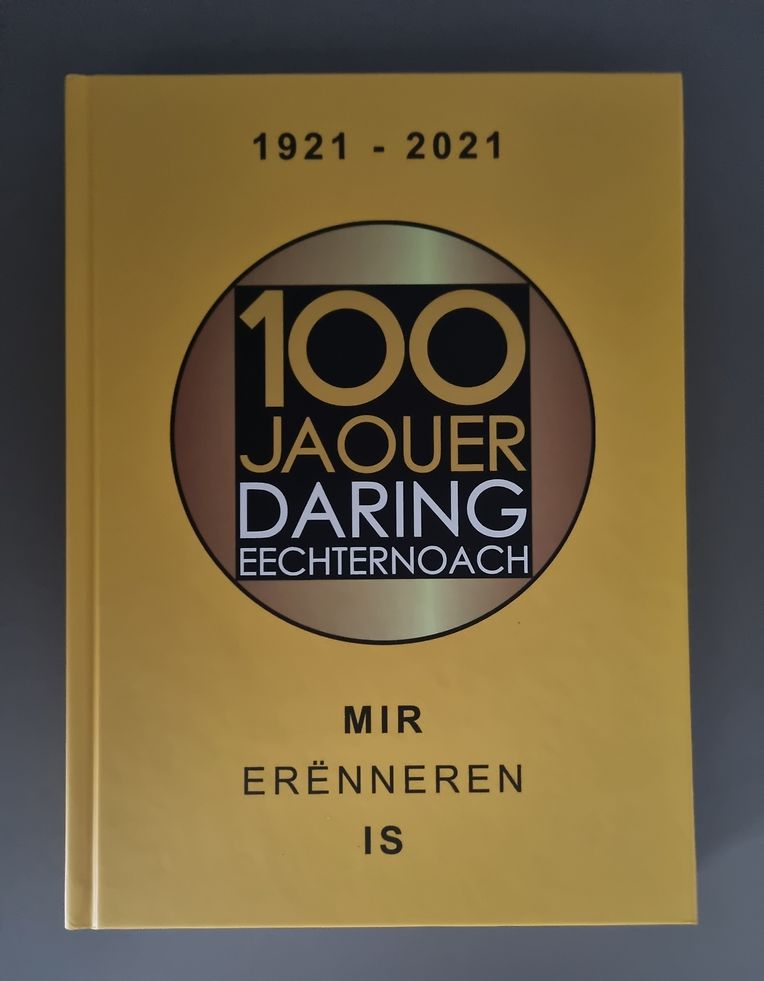 1921 - 2021
100
JAOUER
DARING
EECHTERNOACH
MIR
ERËNNEREN
IS